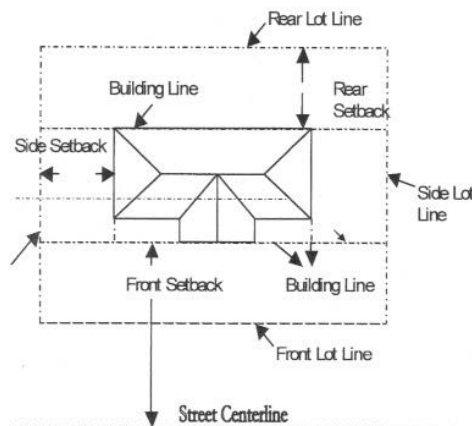 Rear Lot Line
Building Line
Rear
Setback
Side Setback
Side Lot
Line
Front Setback
Building Line
Front Lot Line
Street Centerline